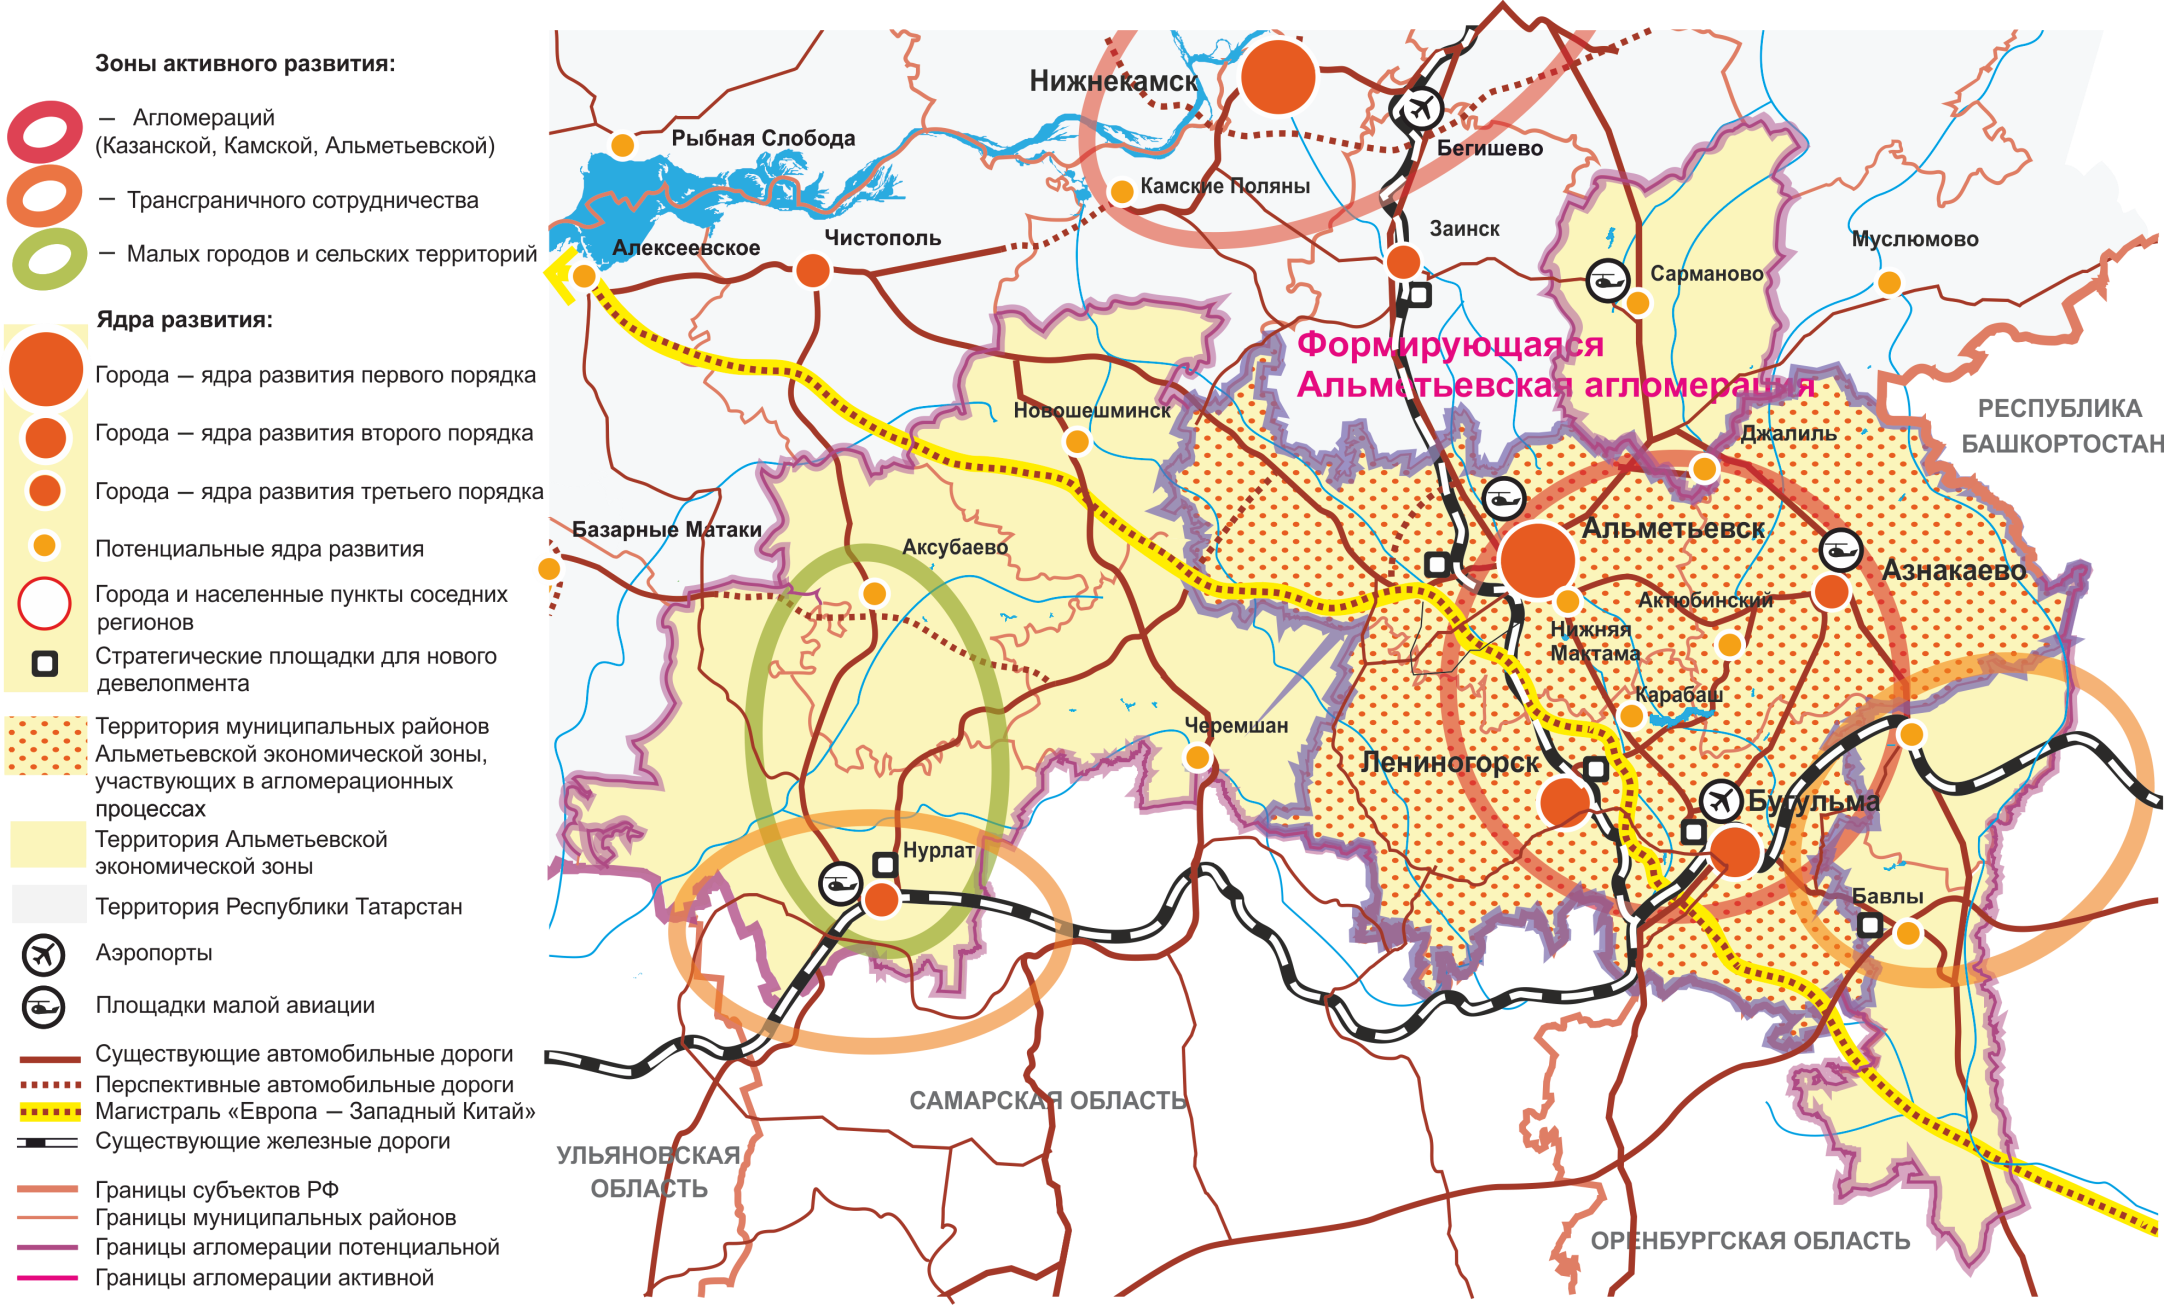 Зоны активного развития:
— Агломераций
(Казанской, Камской, Альметьевской)
— Трансграничного сотрудничества
— Малых городов и сельских территорий
Ядра развития:
Города — ядра развития первого порядка
Города — ядра развития второго порядка
Города — ядра развития третьего порядка
Потенциальные ядра развития
Города и населенные пункты соседних
регионов
Стратегические площадки для нового
девелопмента
Территория муниципальных районов
Альметьевской экономической зоны,
участвующих в агломерационных
процессах
Территория Альметьевской
экономической зоны
Территория Республики Татарстан
Аэропорты
Площадки малой авиации
Существующие автомобильные дороги
Перспективные автомобильные дороги
Магистраль «Европа — Западный Китай»
Существующие железные дороги
Границы субъектов РФ
Границы муниципальных районов
Границы агломерации потенциальной
Границы агломерации активной
Нижнекамск
Рыбная Слобода
Бегишево
Камские Поляны
Заинск
Чистополь
Алексеевское
Муслюмово
Сарманово
Формирующаяся
Альметьевская агломерация
Новошешминск
Джалиль
РЕСПУБЛИКА
БАШКОРТОСТАН
Базарные Матаки
Аксубаево
Альметьевск
Азнакаево
Актюбинский
Нижняя
Мактама
Карабаш
Черемшан
Лениногорск
Бугульма
Нурлат
Бавлы
САМАРСКАЯ ОБЛАСТЬ
УЛЬЯНОВСКАЯ
ОБЛАСТЬ
ОРЕНБУРГСКАЯ ОБЛАСТЬ